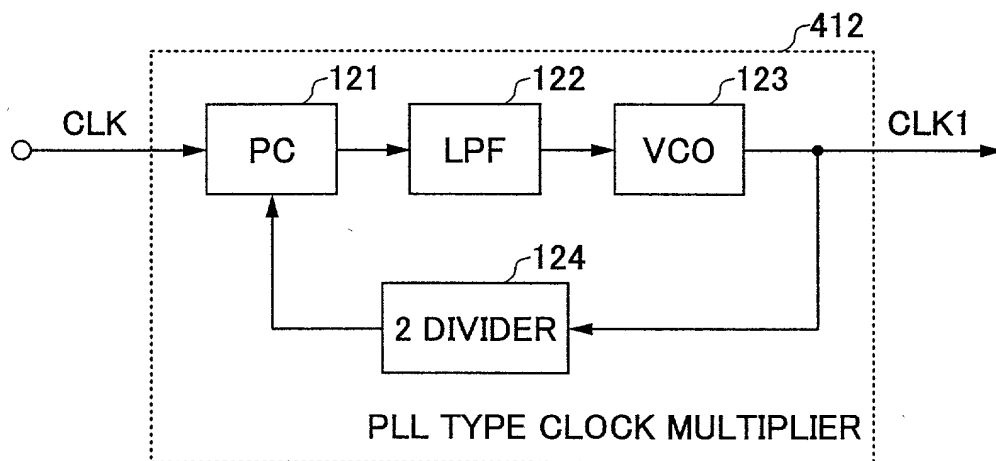 412
121
122
123
CLK
PC
LPF
VCO
CLK1
124
2 DIVIDER
PLL TYPE CLOCK MULTIPLIER